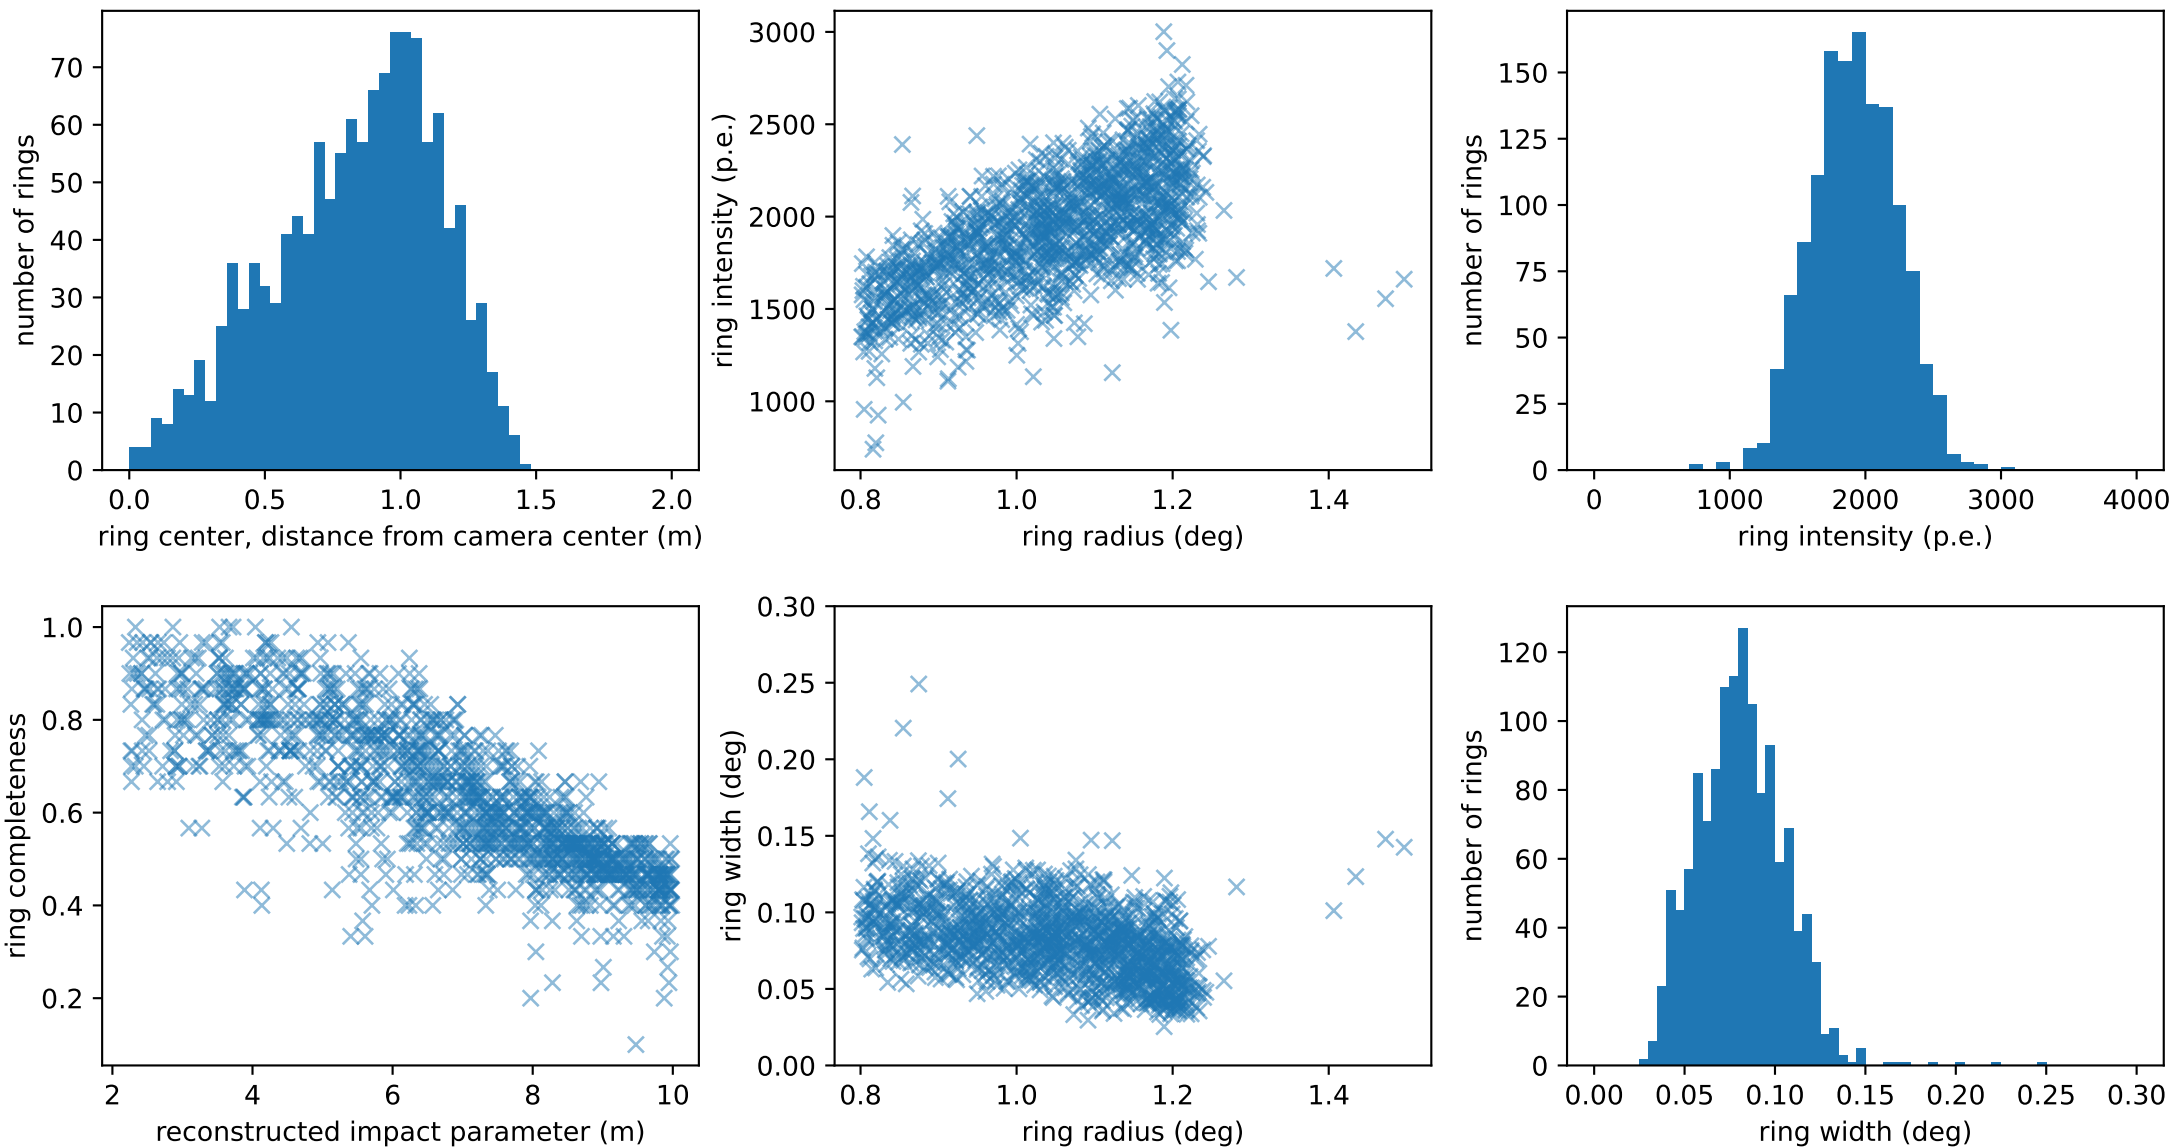 number of rings
70
60
50
40
30
20
10
0
0.0 0.5 1.0 1.5 2.0
ring center, distance from camera center (m)
ring intensity (p.e.)
3000
2500
2000
1500
1000
0.8 1.0 1.2 1.4
ring radius (deg)
number of rings
150
125
100
75
50
25
0
0 1000 2000 3000 4000
ring intensity (p.e.)
ring completeness
1.0
0.8
0.6
0.4
0.2
2 4 6 8 10
reconstructed impact parameter (m)
ring width (deg)
0.30
0.25
0.20
0.15
0.10
0.05
0.00
0.8 1.0 1.2 1.4
ring radius (deg)
number of rings
120
100
80
60
40
20
0
0.00 0.05 0.10 0.15 0.20 0.25 0.30
ring width (deg)